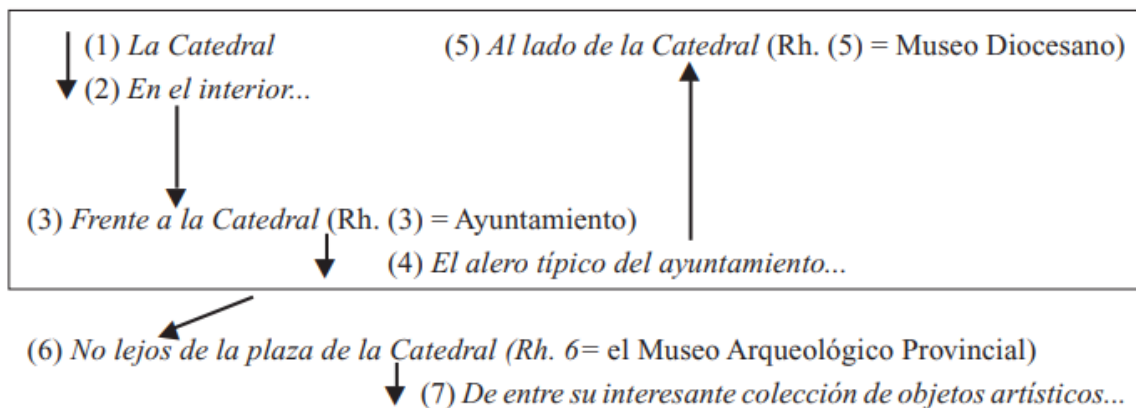 (1) La Catedral (5) Al lado de la Catedral (Rh. (5) = Museo Diocesano)
(2) En el interior...
(3) Frente a la Catedral (Rh. (3) = Ayuntamiento)
(4) El alero típico del ayuntamiento...
(6) No lejos de la plaza de la Catedral (Rh. 6= el Museo Arqueológico Provincial)
(7) De entre su interesante colección de objetos artísticos...